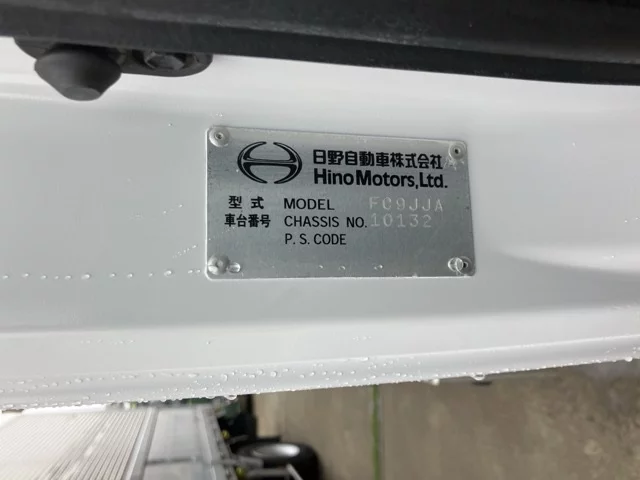 日野自動車株式会社
Hino Motors, Ltd.
型式 MODEL FC9JJA
車台番号 CHASSIS NO. 10132
P.S. CODE